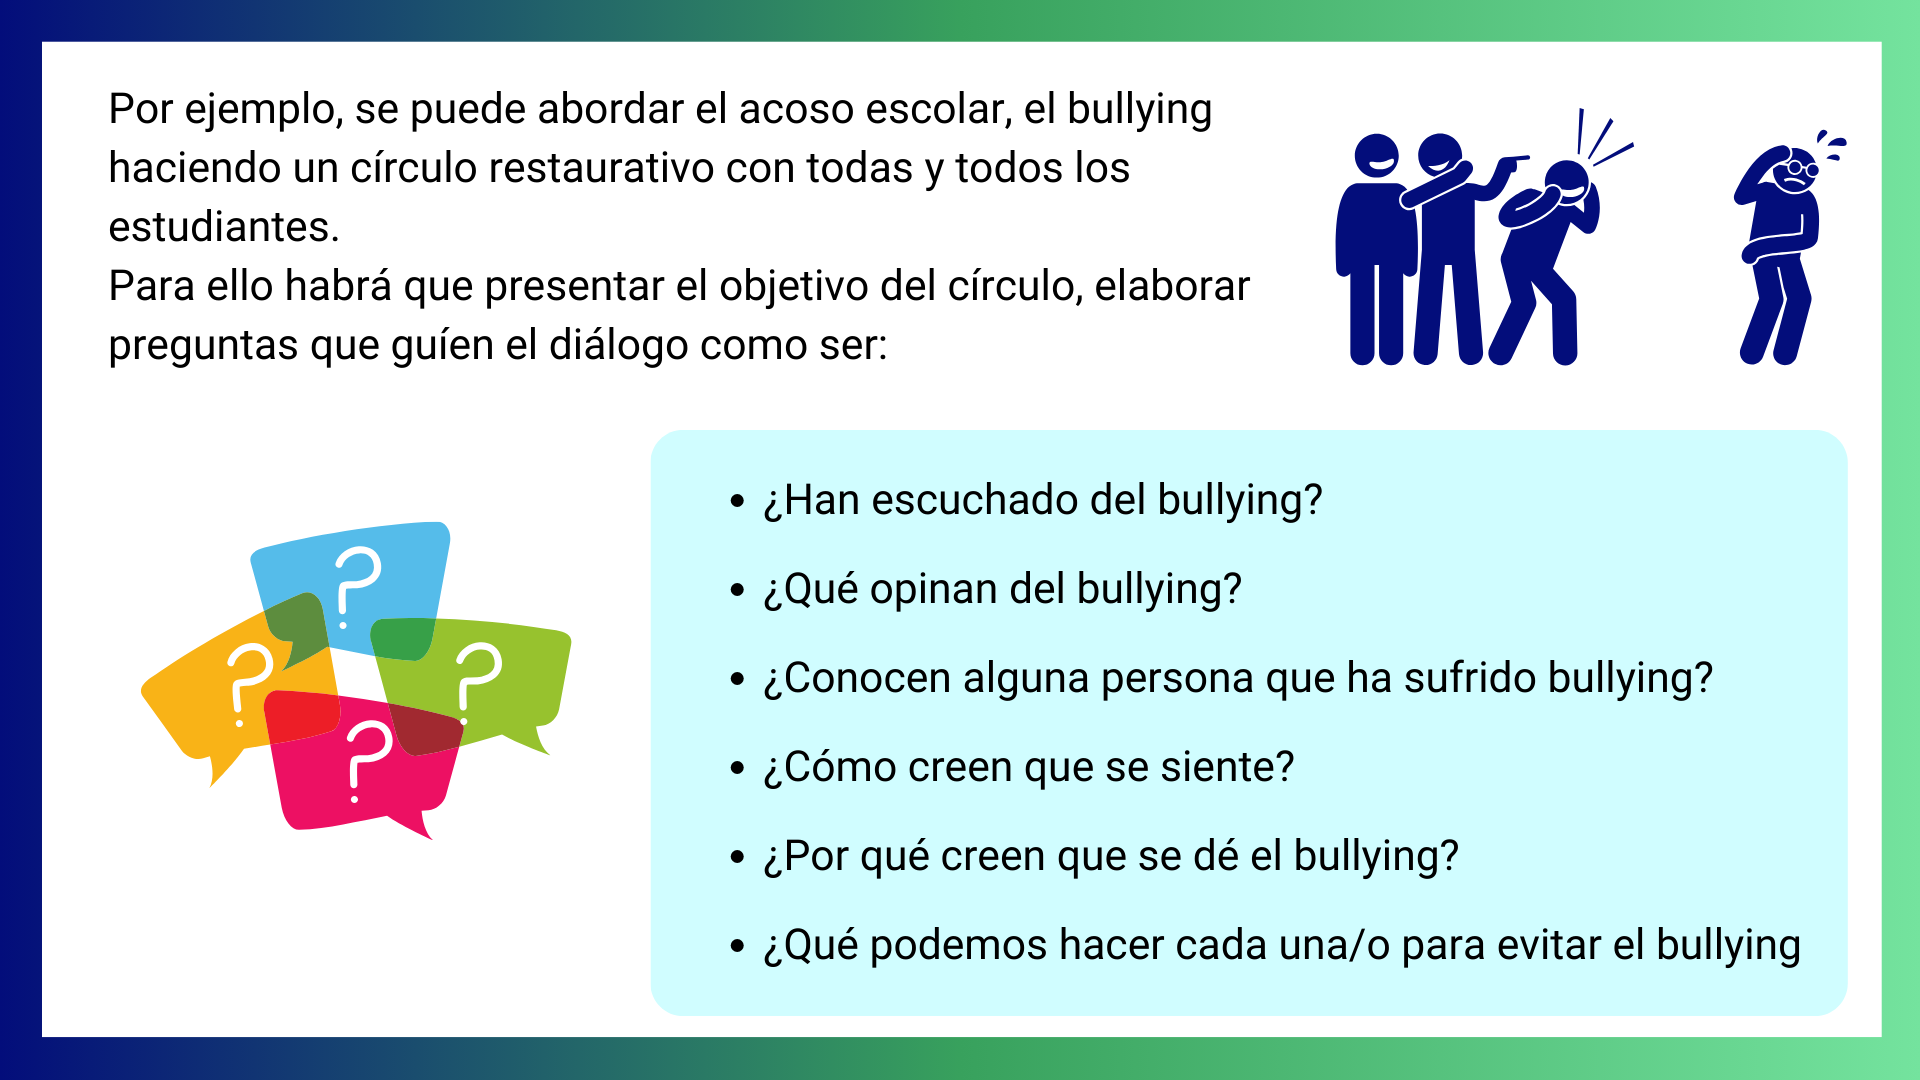 Por ejemplo, se puede abordar el acoso escolar, el bullying
haciendo un círculo restaurativo con todas y todos los
estudiantes.
Para ello habrá que presentar el objetivo del círculo, elaborar
preguntas que guíen el diálogo como ser:
• ¿Han escuchado del bullying?
• ¿Qué opinan del bullying?
• ¿Conocen alguna persona que ha sufrido bullying?
• ¿Cómo creen que se siente?
• ¿Por qué creen que se dé el bullying?
• ¿Qué podemos hacer cada una/o para evitar el bullying
?
?
?
?